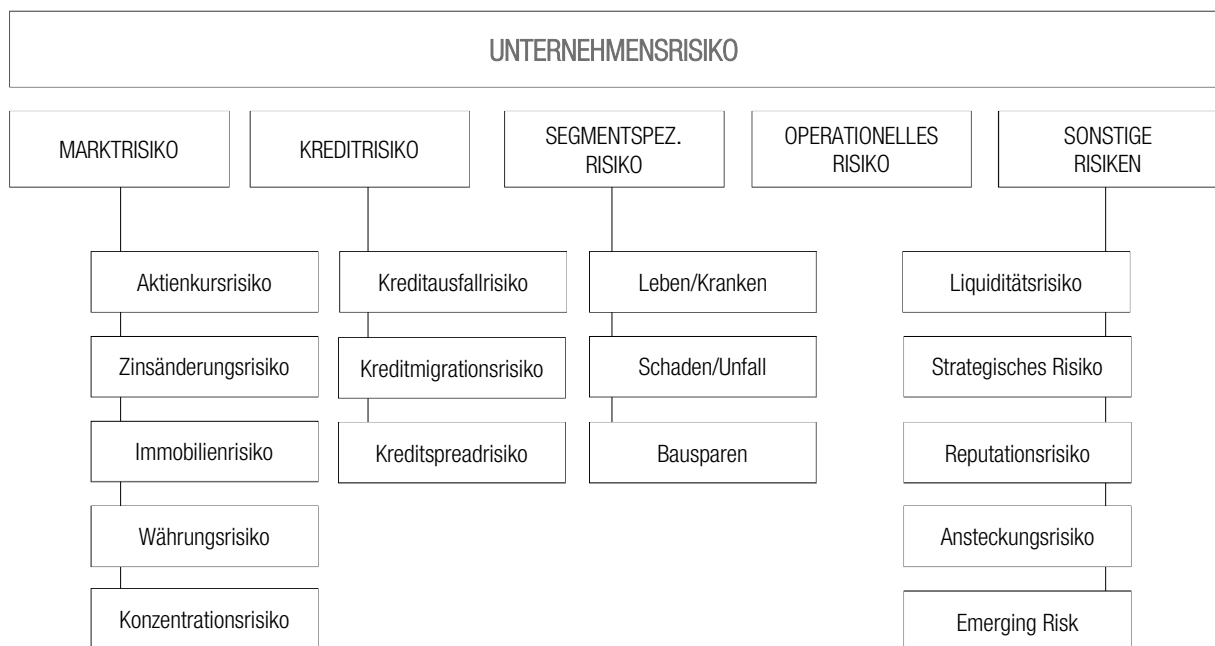 UNTERNEHMENSRISIKO
MARKTRISIKO
KREDITRISIKO
SEGMENTSPEZ.
RISIKO
OPERATIONELLES
RISIKO
SONSTIGE
RISIKEN
Aktienkursrisiko
Zinsänderungsrisiko
Immobilienrisiko
Währungsrisiko
Konzentrationsrisiko
Kreditausfallrisiko
Kreditmigrationsrisiko
Kreditspreadrisiko
Leben/Kranken
Schaden/Unfall
Bausparen
Liquiditätsrisiko
Strategisches Risiko
Reputationsrisiko
Ansteckungsrisiko
Emerging Risk